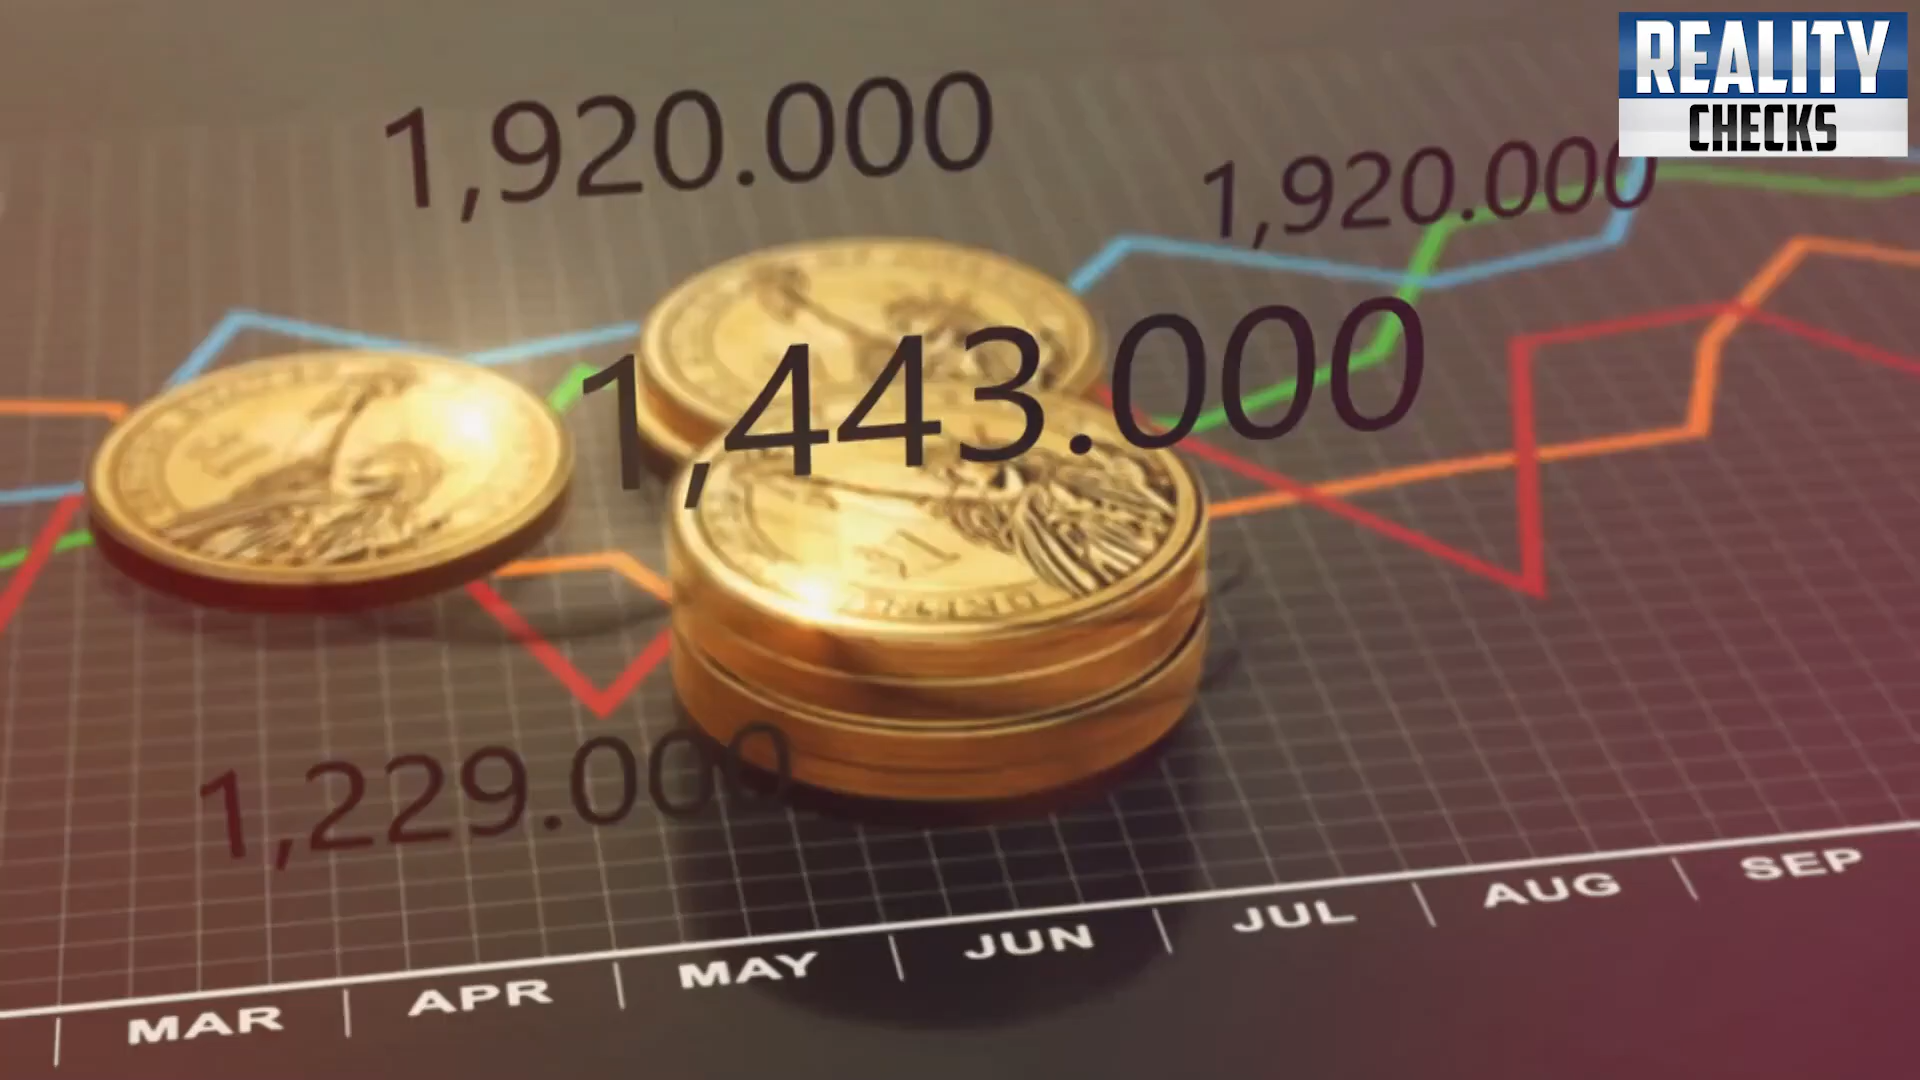 REALITY
CHECKS
1,920.000
1,920.000
1,443.000
1,229.000
MAR
APR
MAY
JUN
JUL
AUG
SEP
$1